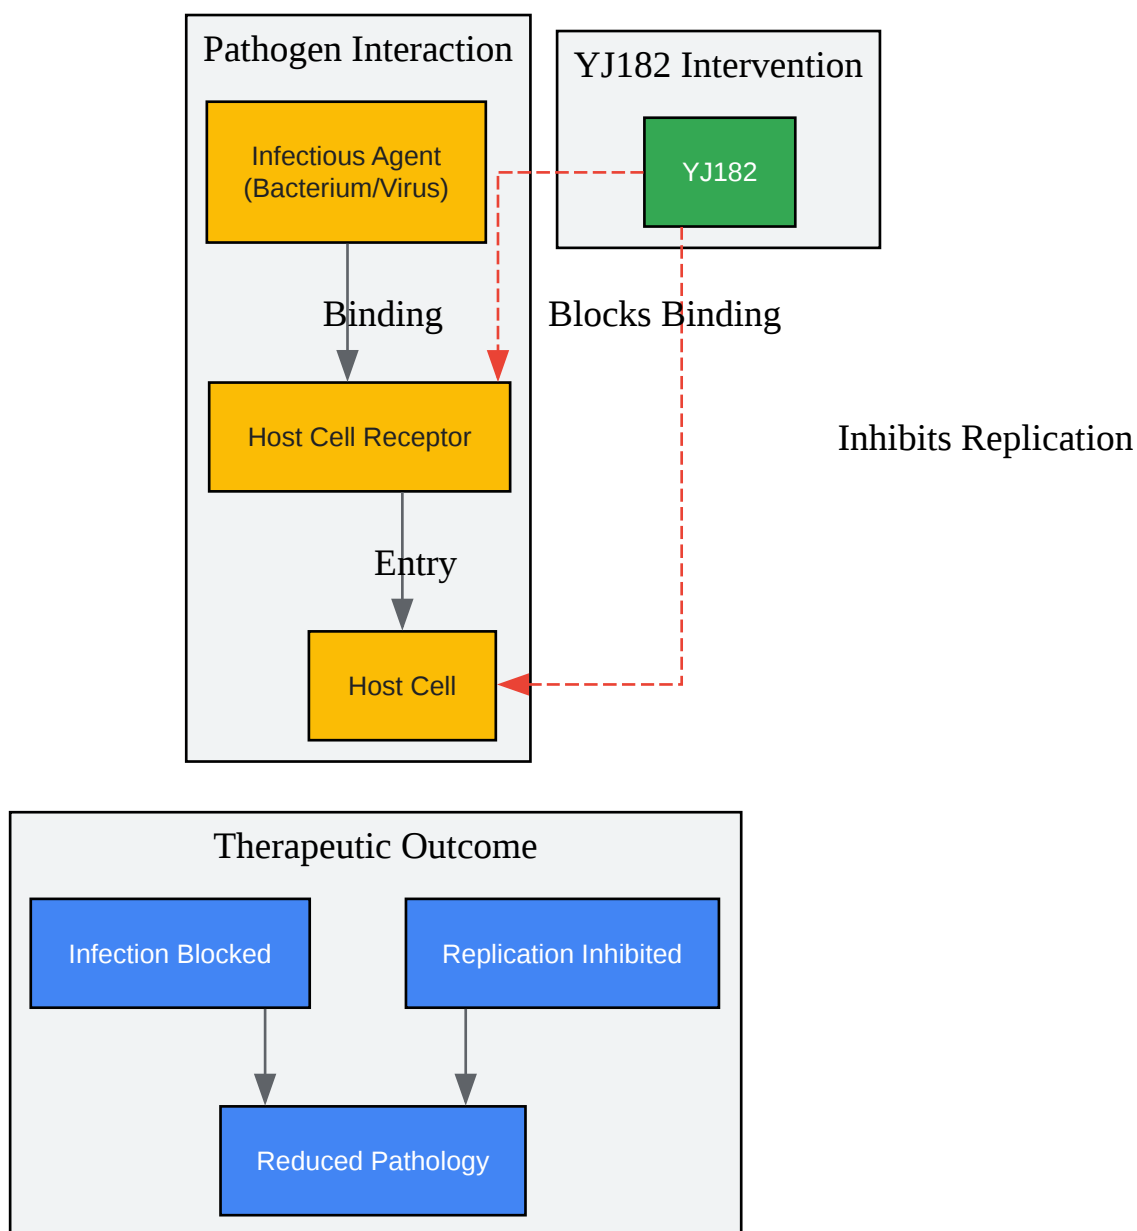 Pathogen Interaction
YJ182 Intervention
Infectious Agent
(Bacterium/Virus)
YJ182
Binding
Blocks Binding
Host Cell Receptor
Inhibits Replication
Entry
Host Cell
Therapeutic Outcome
Infection Blocked
Replication Inhibited
Reduced Pathology